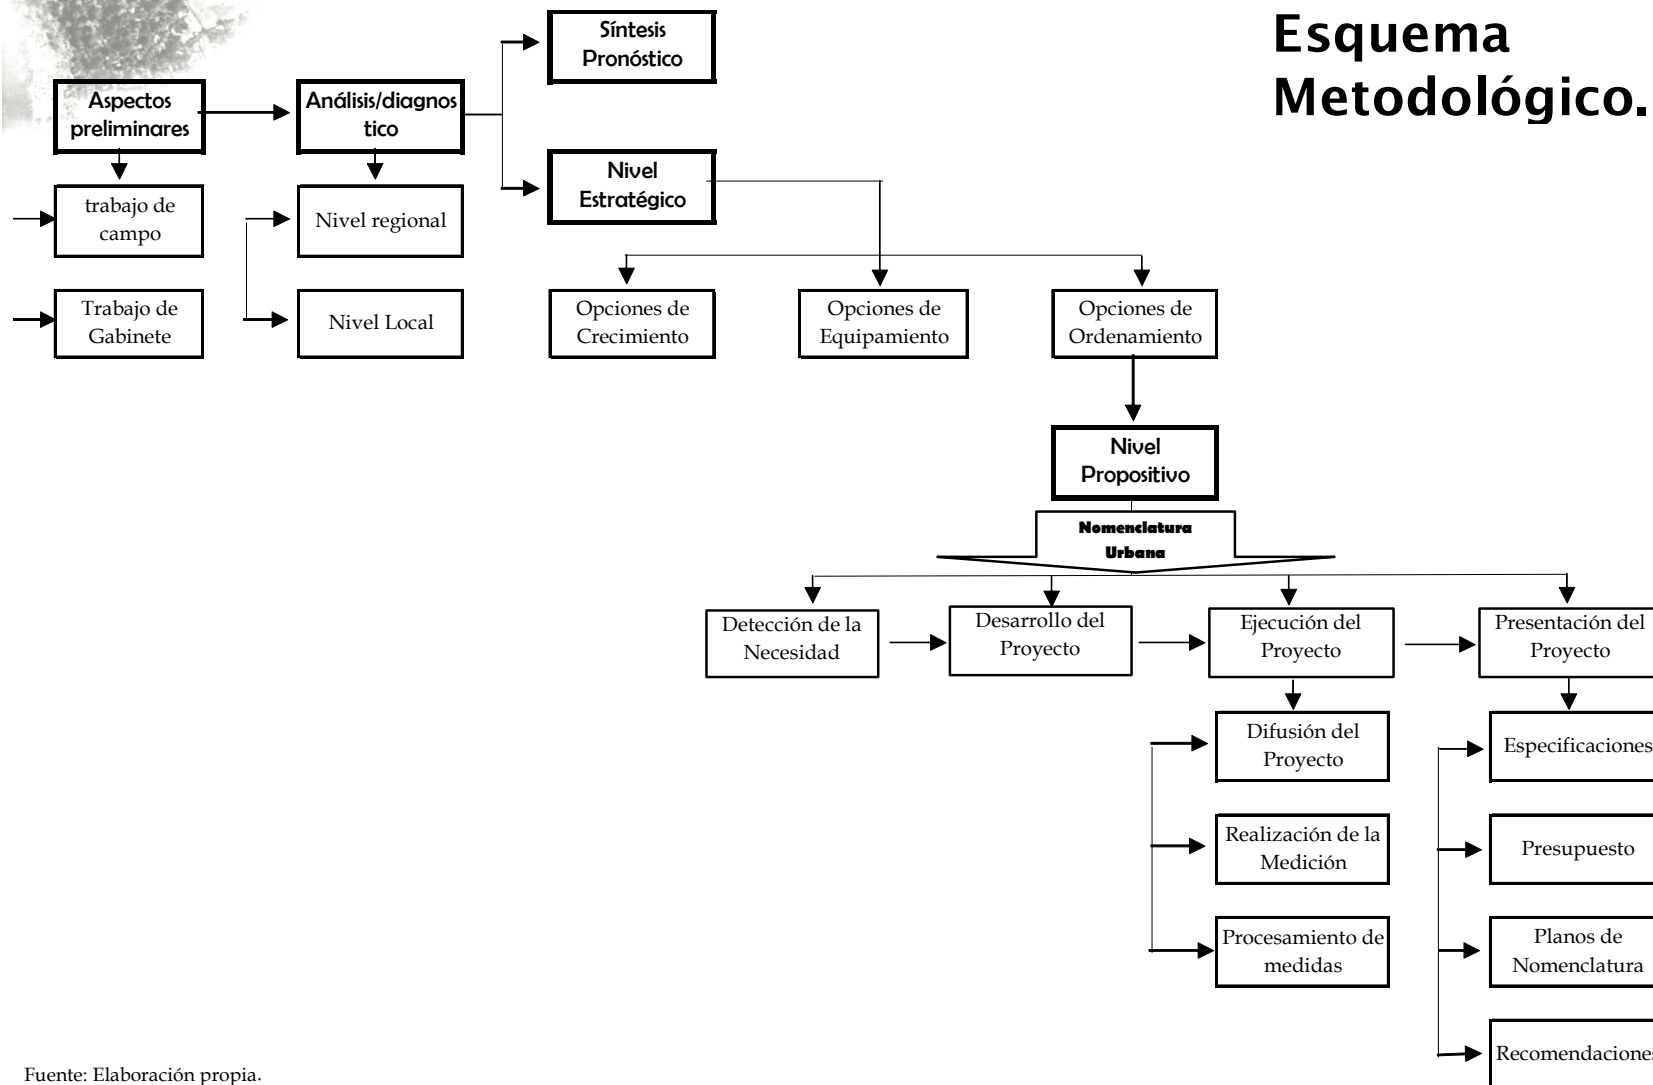 Esquema
Metodológico.
Síntesis
Pronóstico
Aspectos
preliminares
Análisis/diagnos
tico
Nivel
Estratégico
trabajo de
campo
Nivel regional
Trabajo de
Gabinete
Nivel Local
Opciones de
Crecimiento
Opciones de
Equipamiento
Opciones de
Ordenamiento
Nivel
Propositivo
Nomenclatura
Urbana
Detección de la
Necesidad
Desarrollo del
Proyecto
Ejecución del
Proyecto
Presentación del
Proyecto
Difusión del
Proyecto
Realización de la
Medición
Procesamiento de
medidas
Especificaciones
Presupuesto
Planos de
Nomenclatura
Recomendaciones
Fuente: Elaboración propia.